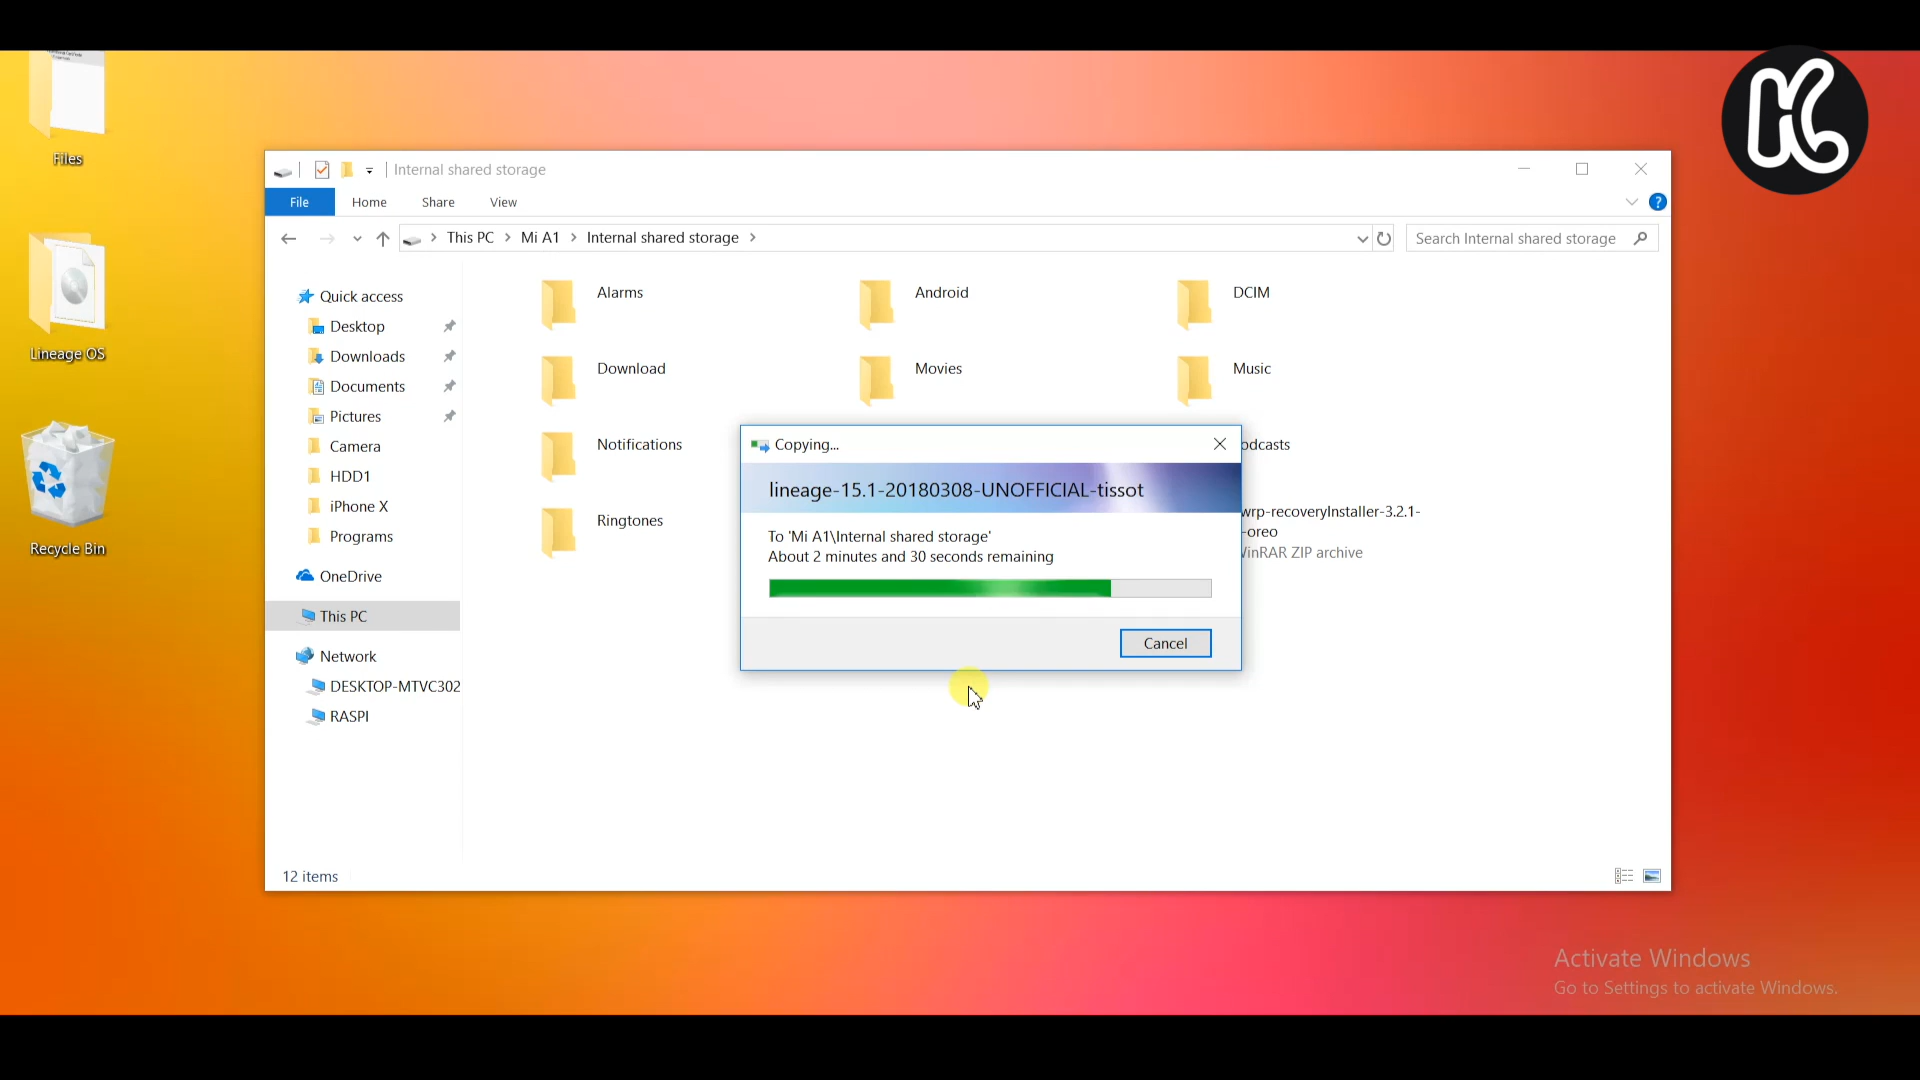 Files
Lineage OS
Recycle Bin
Internal shared storage
File Home Share View
This PC > Mi A1 > Internal shared storage >
Search Internal shared storage
Quick access
Desktop
Downloads
Documents
Pictures
Camera
HDD1
iPhone X
Programs
OneDrive
This PC
Network
DESKTOP-MTVC302
RASPI
Alarms Android DCIM
Download Movies Music
Notifications odcasts
Ringtones wrp-recoveryInstaller-3.2.1-
-oreo
WinRAR ZIP archive
Copying...
lineage-15.1-20180308-UNOFFICIAL-tissot
To 'Mi A1\Internal shared storage'
About 2 minutes and 30 seconds remaining
Cancel
12 items
Activate Windows
Go to Settings to activate Windows.